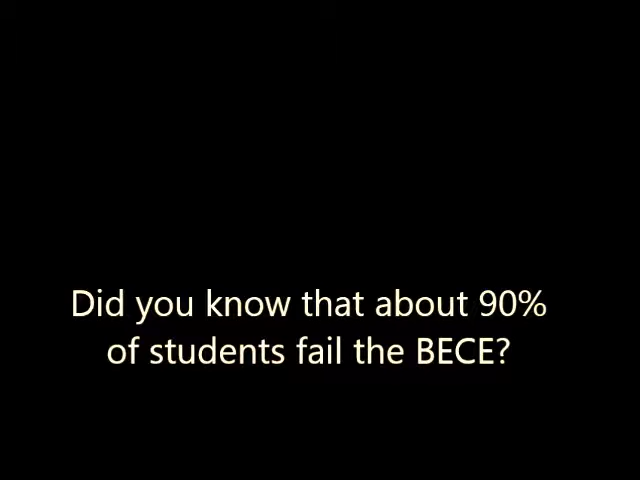 Did you know that about 90%
of students fail the BECE?